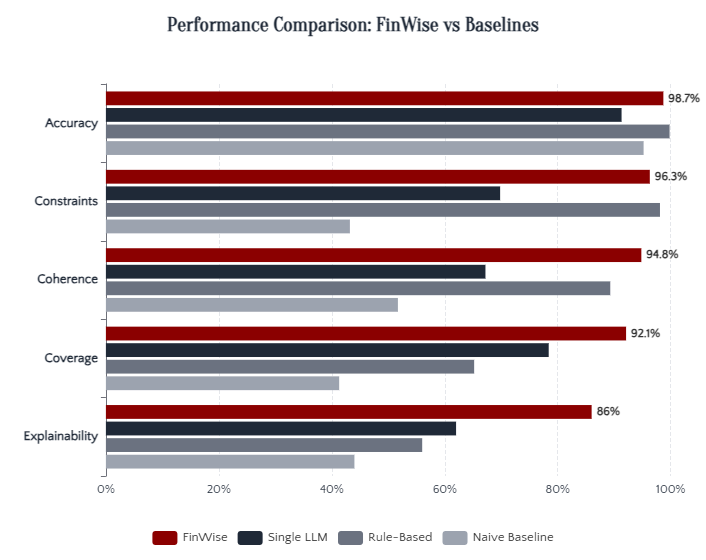 Performance Comparison: FinWise vs Baselines
Accuracy
98.7%
Constraints
96.3%
Coherence
94.8%
Coverage
92.1%
Explainability
86%
0% 20% 40% 60% 80% 100%
FinWise Single LLM Rule-Based Naive Baseline